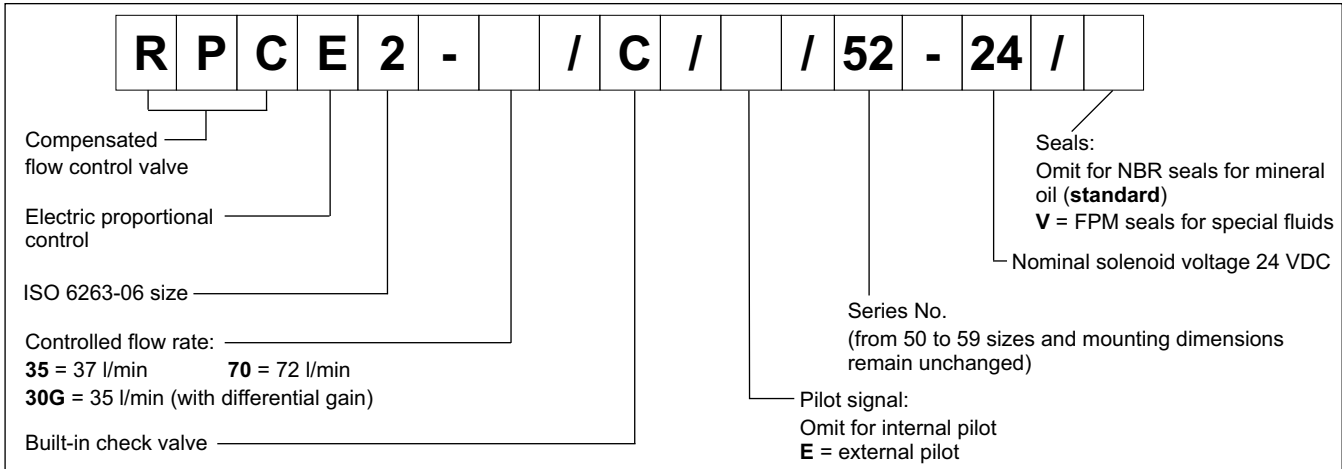 R P C E 2 - / C / / 52 - 24 /
Compensated
flow control valve
Electric proportional
control
ISO 6263-06 size
Controlled flow rate:
35 = 37 l/min 70 = 72 l/min
30G = 35 l/min (with differential gain)
Built-in check valve
Seals:
Omit for NBR seals for mineral
oil (standard)
V = FPM seals for special fluids
Nominal solenoid voltage 24 VDC
Series No.
(from 50 to 59 sizes and mounting dimensions
remain unchanged)
Pilot signal:
Omit for internal pilot
E = external pilot